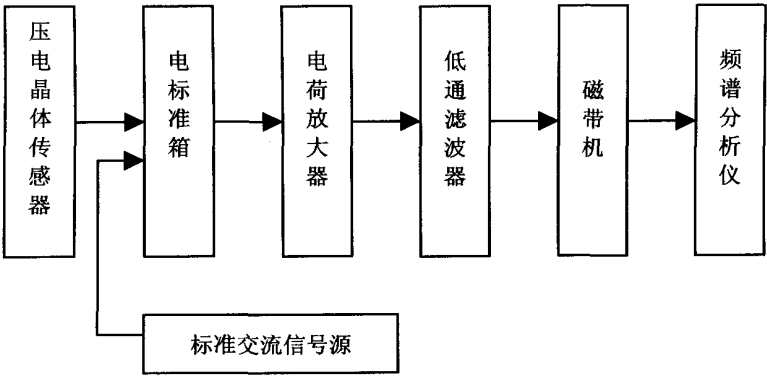 压电晶体传感器
电标准箱
电荷放大器
低通滤波器
磁带机
频谱分析仪
标准交流信号源